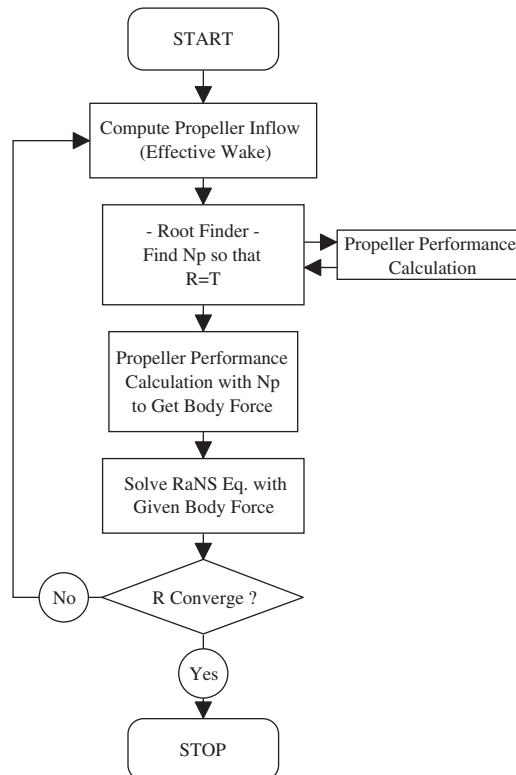 START
Compute Propeller Inflow
(Effective Wake)
- Root Finder -
Find Np so that
R=T
Propeller Performance
Calculation
Propeller Performance
Calculation with Np
to Get Body Force
Solve RaNS Eq. with
Given Body Force
No
R Converge ?
Yes
STOP